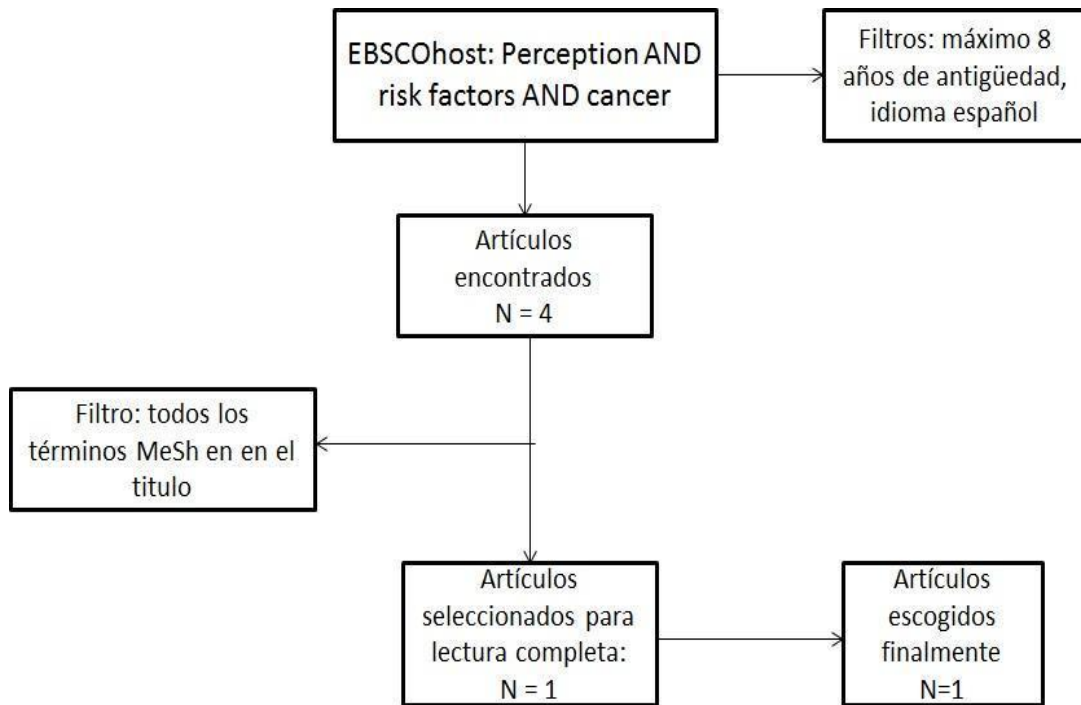 EBSCOhost: Perception AND
risk factors AND cancer
Filtros: máximo 8
años de antigüedad,
idioma español
Artículos
encontrados
N = 4
Filtro: todos los
términos MeSh en en el
titulo
Artículos
seleccionados para
lectura completa:
N = 1
Artículos
escogidos
finalmente
N=1